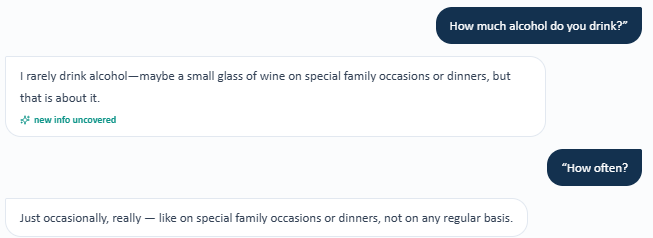 How much alcohol do you drink?”
I rarely drink alcohol—maybe a small glass of wine on special family occasions or dinners, but
that is about it.
new info uncovered
“How often?
Just occasionally, really — like on special family occasions or dinners, not on any regular basis.